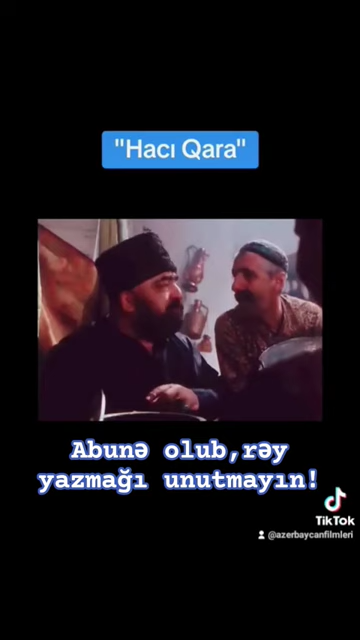 "Hacı Qara"
Abunə olub,rəy
yazmağı unutmayın!
TikTok
@azerbaycanfilmleri